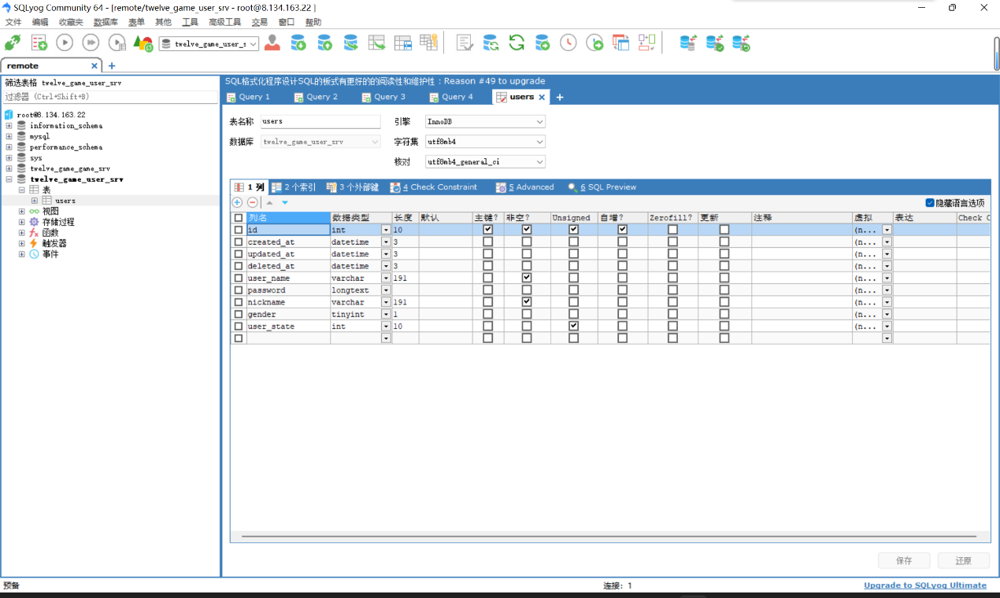 SQLyog Community 64 - [remote/twelve_game_user_srv - root@8.134.163.22 ]
文件 编辑 收藏夹 数据库 表单 其他 工具 高级工具 交易 窗口 帮助
twelve_game_user_s
remote
筛选表格 twelve_game_user_srv
过滤器 (Ctrl+Shift+B)
root@8.134.163.22
information_schema
mysql
performance_schema
sys
twelve_game_game_srv
twelve_game_user_srv
表
users
视图
存储过程
函数
触发器
事件
SQL格式化程序设计SQL的板式有更好的的阅读性和维护性 : Reason #49 to upgrade
Query 1 Query 2 Query 3 Query 4 users
表名称 users 引擎 InnoDB
数据库 twelve_game_user_srv 字符集 utf8mb4
核对 utf8mb4_general_ci
1 列 2 个索引 3 个外部键 4 Check Constraint 5 Advanced 6 SQL Preview
隐藏语言选项
列名 数据类型 长度 默认 主键? 非空? Unsigned 自增? Zerofill? 更新 注释 虚拟 表达 Check C
id int 10 (n...
created_at datetime 3 (n...
updated_at datetime 3 (n...
deleted_at datetime 3 (n...
user_name varchar 191 (n...
password longtext (n...
nickname varchar 191 (n...
gender tinyint 1 (n...
user_state int 10 (n...
保存 还原
预备 连接: 1 Upgrade to SQLyog Ultimate